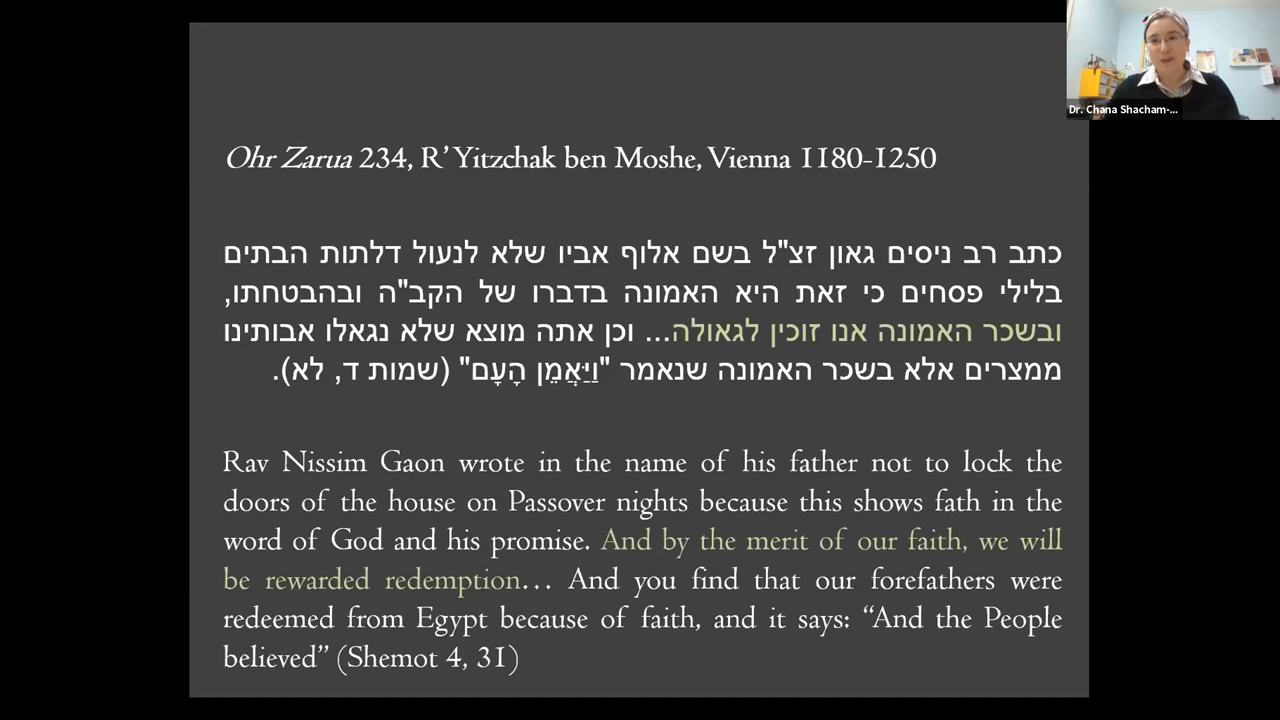 Dr. Chana Shacham-...
Ohr Zarua 234, R' Yitzchak ben Moshe, Vienna 1180-1250
כתב רב ניסים גאון זצ"ל בשם אלוף אביו שלא לנעול דלתות הבתים
בלילי פסחים כי זאת היא האמונה בדברו של הקב"ה ובהבטחתו,
ובשכר האמונה אנו זוכין לגאולה... וכן אתה מוצא שלא נגאלו אבותינו
ממצרים אלא בשכר האמונה שנאמר "וַיַּאֲמֵן הָעָם" (שמות ד, לא).
Rav Nissim Gaon wrote in the name of his father not to lock the
doors of the house on Passover nights because this shows fath in the
word of God and his promise. And by the merit of our faith, we will
be rewarded redemption… And you find that our forefathers were
redeemed from Egypt because of faith, and it says: “And the People
believed” (Shemot 4, 31)